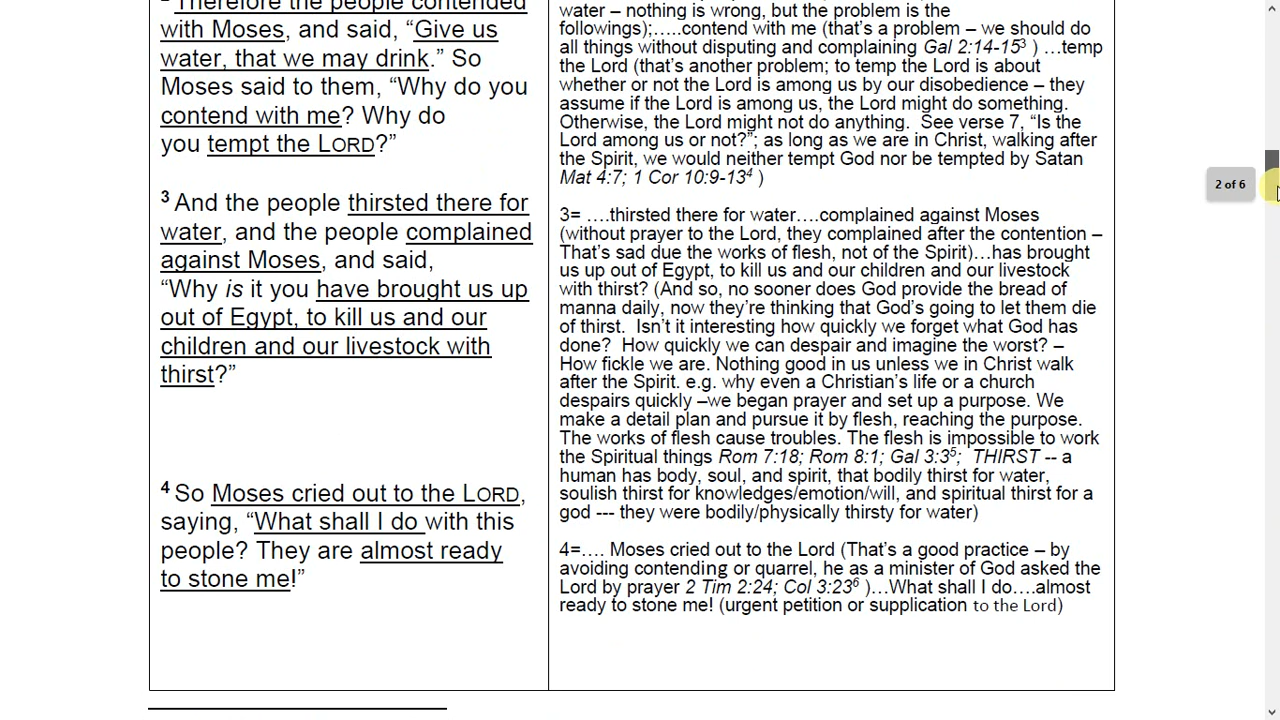 Therefore the people contended
with Moses, and said, “Give us
water, that we may drink.” So
Moses said to them, “Why do you
contend with me? Why do
you tempt the LORD?”
3 And the people thirsted there for
water, and the people complained
against Moses, and said,
“Why is it you have brought us up
out of Egypt, to kill us and our
children and our livestock with
thirst?”
4 So Moses cried out to the LORD,
saying, “What shall I do with this
people? They are almost ready
to stone me!”
water – nothing is wrong, but the problem is the
followings);…..contend with me (that’s a problem – we should do
all things without disputing and complaining Gal 2:14-15³ ) …temp
the Lord (that’s another problem; to temp the Lord is about
whether or not the Lord is among us by our disobedience – they
assume if the Lord is among us, the Lord might do something.
Otherwise, the Lord might not do anything. See verse 7, “Is the
Lord among us or not?”; as long as we are in Christ, walking after
the Spirit, we would neither tempt God nor be tempted by Satan
Mat 4:7; 1 Cor 10:9-13⁴ )
3= ….thirsted there for water….complained against Moses
(without prayer to the Lord, they complained after the contention –
That’s sad due the works of flesh, not of the Spirit)…has brought
us up out of Egypt, to kill us and our children and our livestock
with thirst? (And so, no sooner does God provide the bread of
manna daily, now they’re thinking that God’s going to let them die
of thirst. Isn’t it interesting how quickly we forget what God has
done? How quickly we can despair and imagine the worst? –
How fickle we are. Nothing good in us unless we in Christ walk
after the Spirit. e.g. why even a Christian’s life or a church
despairs quickly –we began prayer and set up a purpose. We
make a detail plan and pursue it by flesh, reaching the purpose.
The works of flesh cause troubles. The flesh is impossible to work
the Spiritual things Rom 7:18; Rom 8:1; Gal 3:3⁵; THIRST -- a
human has body, soul, and spirit, that bodily thirst for water,
soulish thirst for knowledges/emotion/will, and spiritual thirst for a
god --- they were bodily/physically thirsty for water)
4=…. Moses cried out to the Lord (That’s a good practice – by
avoiding contending or quarrel, he as a minister of God asked the
Lord by prayer 2 Tim 2:24; Col 3:23⁶ )…What shall I do….almost
ready to stone me! (urgent petition or supplication to the Lord)
2 of 6